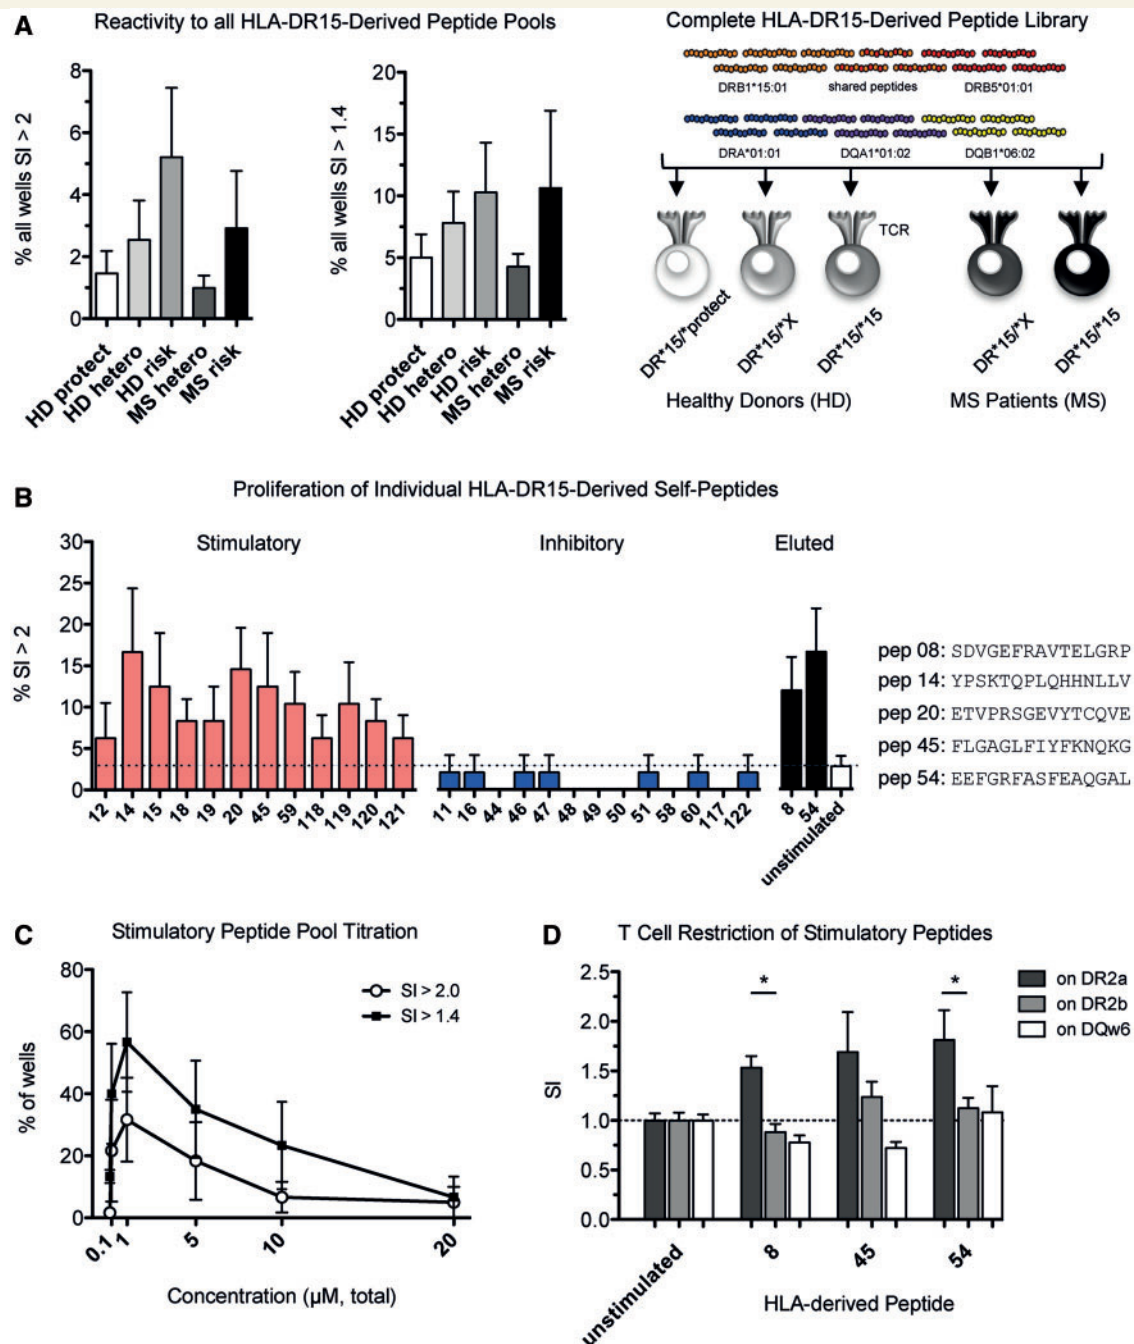 A
Reactivity to all HLA-DR15-Derived Peptide Pools
% all wells SI > 2
8
6
4
2
0
HD protect
HD hetero
HD risk
MS hetero
MS risk
% all wells SI > 1.4
20
15
10
5
0
HD protect
HD hetero
HD risk
MS hetero
MS risk
Complete HLA-DR15-Derived Peptide Library
DRB1*15:01 shared peptides DRB5*01:01
DRA*01:01 DQA1*01:02 DQB1*06:02
TCR
DR*15/*protect
DR*15/*X
DR*15/*15
DR*15/*X
DR*15/*15
Healthy Donors (HD) MS Patients (MS)
B
Proliferation of Individual HLA-DR15-Derived Self-Peptides
Stimulatory Inhibitory Eluted
% SI > 2
30
25
20
15
10
5
0
12 14 15 18 19 20 45 59 118 119 120 121
11 16 44 46 47 48 49 50 51 58 60 117 122
8 54 unstimulated
pep 08: SDVGEFRAVTELGRP
pep 14: YPSKTQPLQHHNLLV
pep 20: ETVPRSGEVYTCQVE
pep 45: FLGAGLFIYFKNQKG
pep 54: EEFGRFASFEAQGAL
C
Stimulatory Peptide Pool Titration
SI > 2.0
SI > 1.4
% of wells
80
60
40
20
0
0.1 1 5 10 20
Concentration (µM, total)
D
T Cell Restriction of Stimulatory Peptides
on DR2a
on DR2b
on DQw6
* *
SI
2.5
2.0
1.5
1.0
0.5
0.0
unstimulated 8 45 54
HLA-derived Peptide